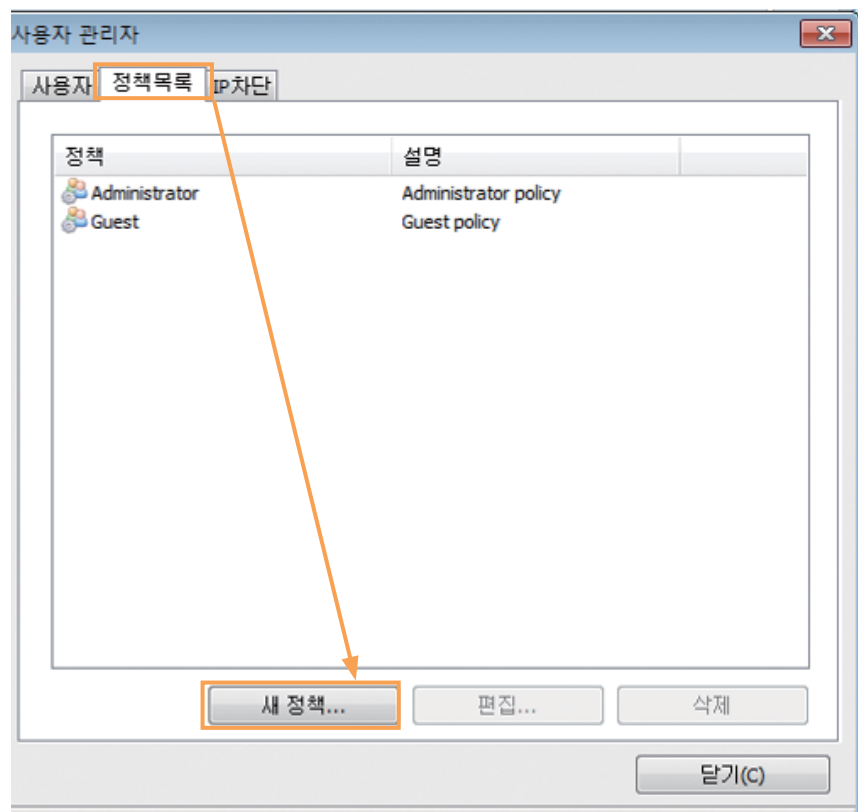 사용자 관리자
사용자 정책목록 IP차단
정책 설명
Administrator Administrator policy
Guest Guest policy
새 정책... 편집... 삭제
닫기(C)